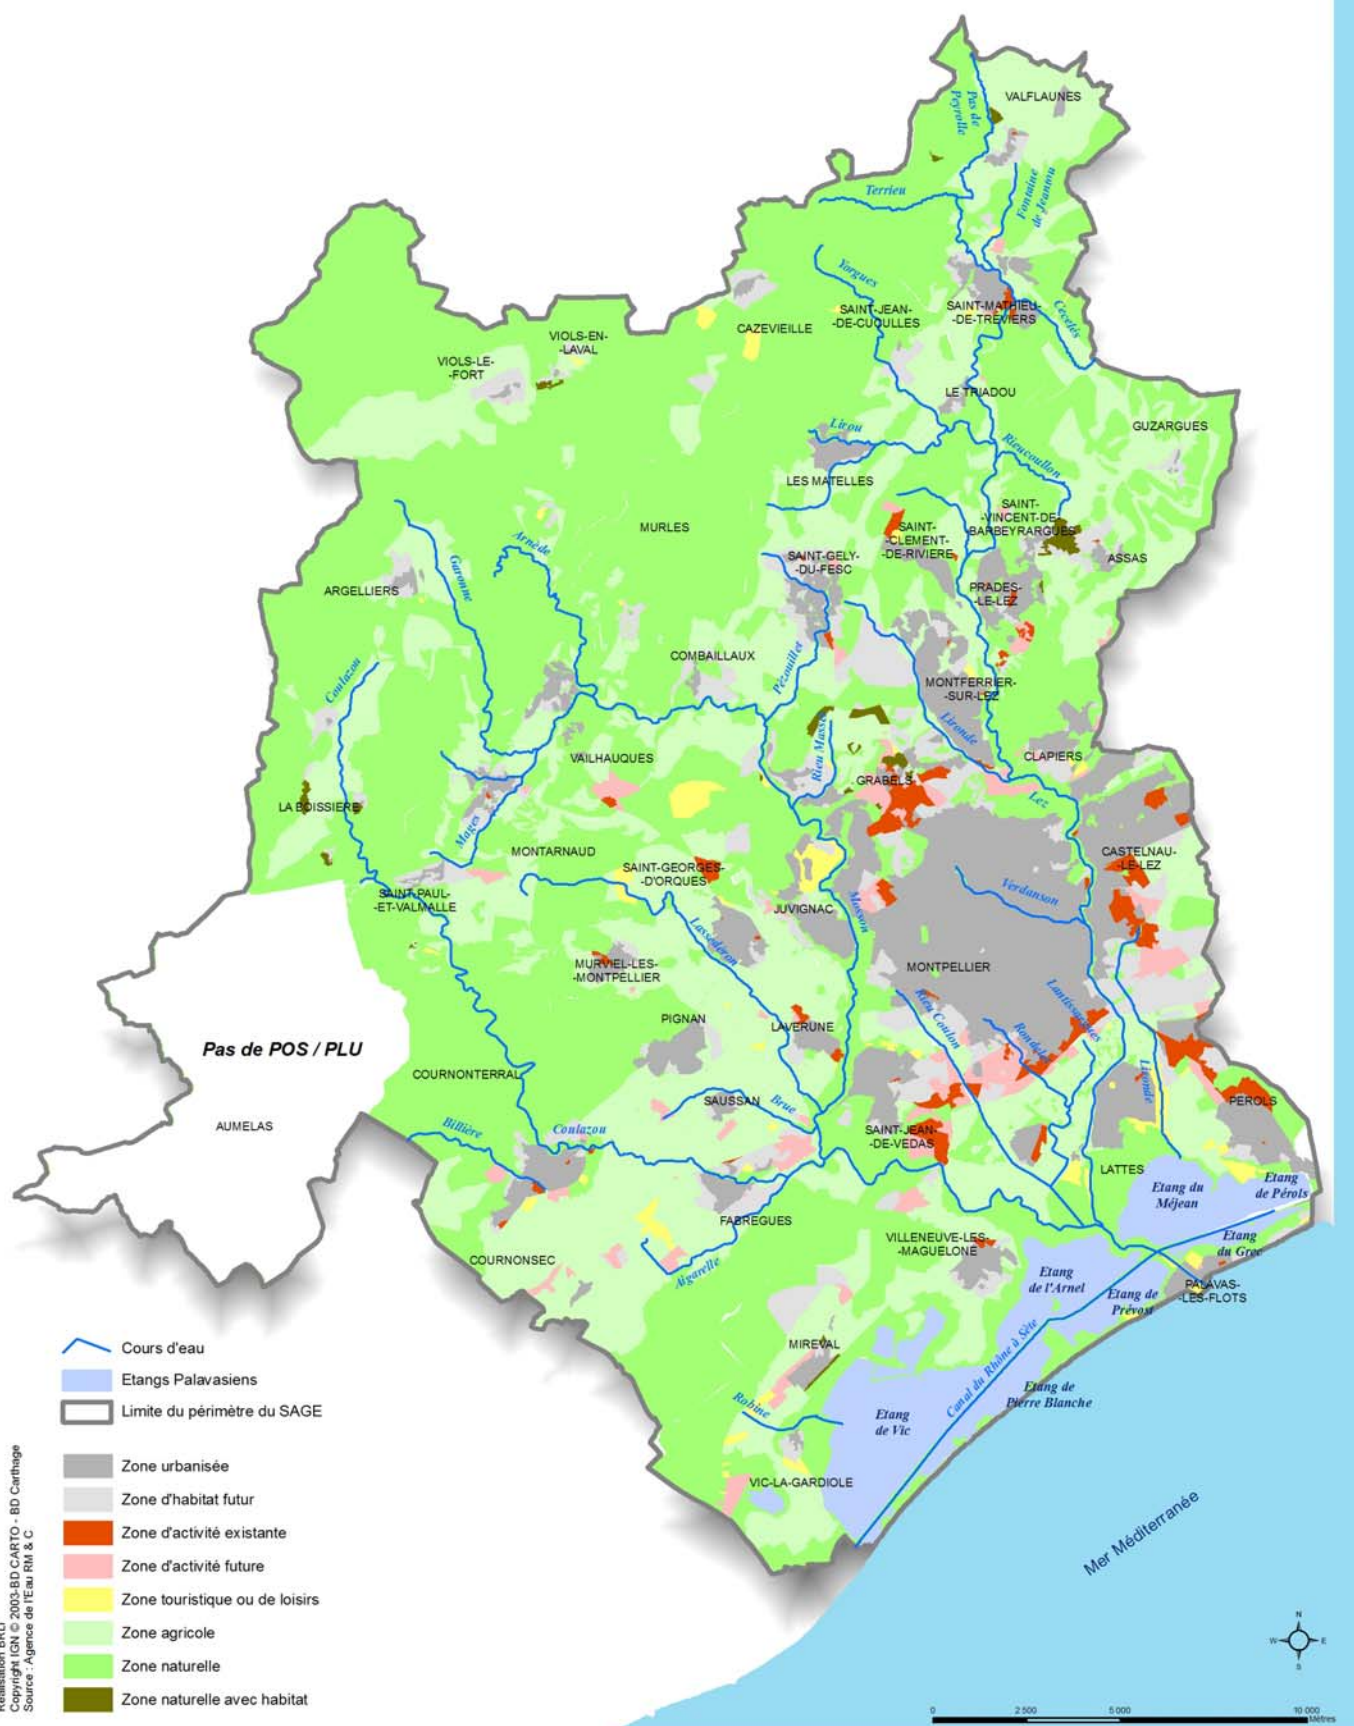 VALFLAUNES
Pas de
Peyrolle
Fontaine
de Jeantou
Terrieu
Yorgues
SAINT-JEAN-
-DE-CUCULLES
SAINT-MATHIEU-
-DE-TREVIERS
Cécélès
CAZEVIEILLE
VIOLS-EN-
-LAVAL
VIOLS-LE-
-FORT
LE TRIADOU
GUZARGUES
Lirou
Rieucoullon
LES MATELLES
MURLES
SAINT-
-VINCENT-DE-
BARBEYRARGUES
SAINT-
-CLEMENT-
-DE-RIVIERE
Arnède
SAINT-GELY-
-DU-FESC
ASSAS
Garonne
ARGELLIERS
PRADES-
-LE-LEZ
COMBAILLAUX
Pézouillet
Coulazou
MONTFERRIER-
-SUR-LEZ
Lironde
Rieu Massel
VAILHAUQUES
CLAPIERS
GRABELS
Lez
LA BOISSIERE
Mages
MONTARNAUD
SAINT-GEORGES-
-D'ORQUES
CASTELNAU-
-LE-LEZ
Verdanson
SAINT-PAUL-
-ET-VALMALLE
JUVIGNAC
Mosson
Lassedéron
MURVIEL-LES-
-MONTPELLIER
MONTPELLIER
Rieu Coulon
Lantissargues
PIGNAN
LAVERUNE
Rondelet
Pas de POS / PLU
COURNONTERRAL
Lironde
SAUSSAN
Brue
PEROLS
AUMELAS
Billière
Coulazou
SAINT-JEAN-
-DE-VEDAS
LATTES
Etang du
Méjean
Etang
de Pérols
FABREGUES
VILLENEUVE-LES-
-MAGUELONE
Etang
du Grec
COURNONSEC
Aigarelle
Etang
de l'Arnel
Etang de
Prévost
PALAVAS-
-LES-FLOTS
MIREVAL
Canal du Rhône à Sète
Etang de
Pierre Blanche
Robine
Etang
de Vic
VIC-LA-GARDIOLE
Mer Méditerranée
Cours d'eau
Etangs Palavasiens
Limite du périmètre du SAGE
Zone urbanisée
Zone d'habitat futur
Zone d'activité existante
Zone d'activité future
Zone touristique ou de loisirs
Zone agricole
Zone naturelle
Zone naturelle avec habitat
Réalisation BRLi
Copyright IGN © 2003-BD CARTO - BD Carthage
Source : Agence de l'Eau RM & C
N
W E
S
0 2 500 5 000 10 000
Mètres